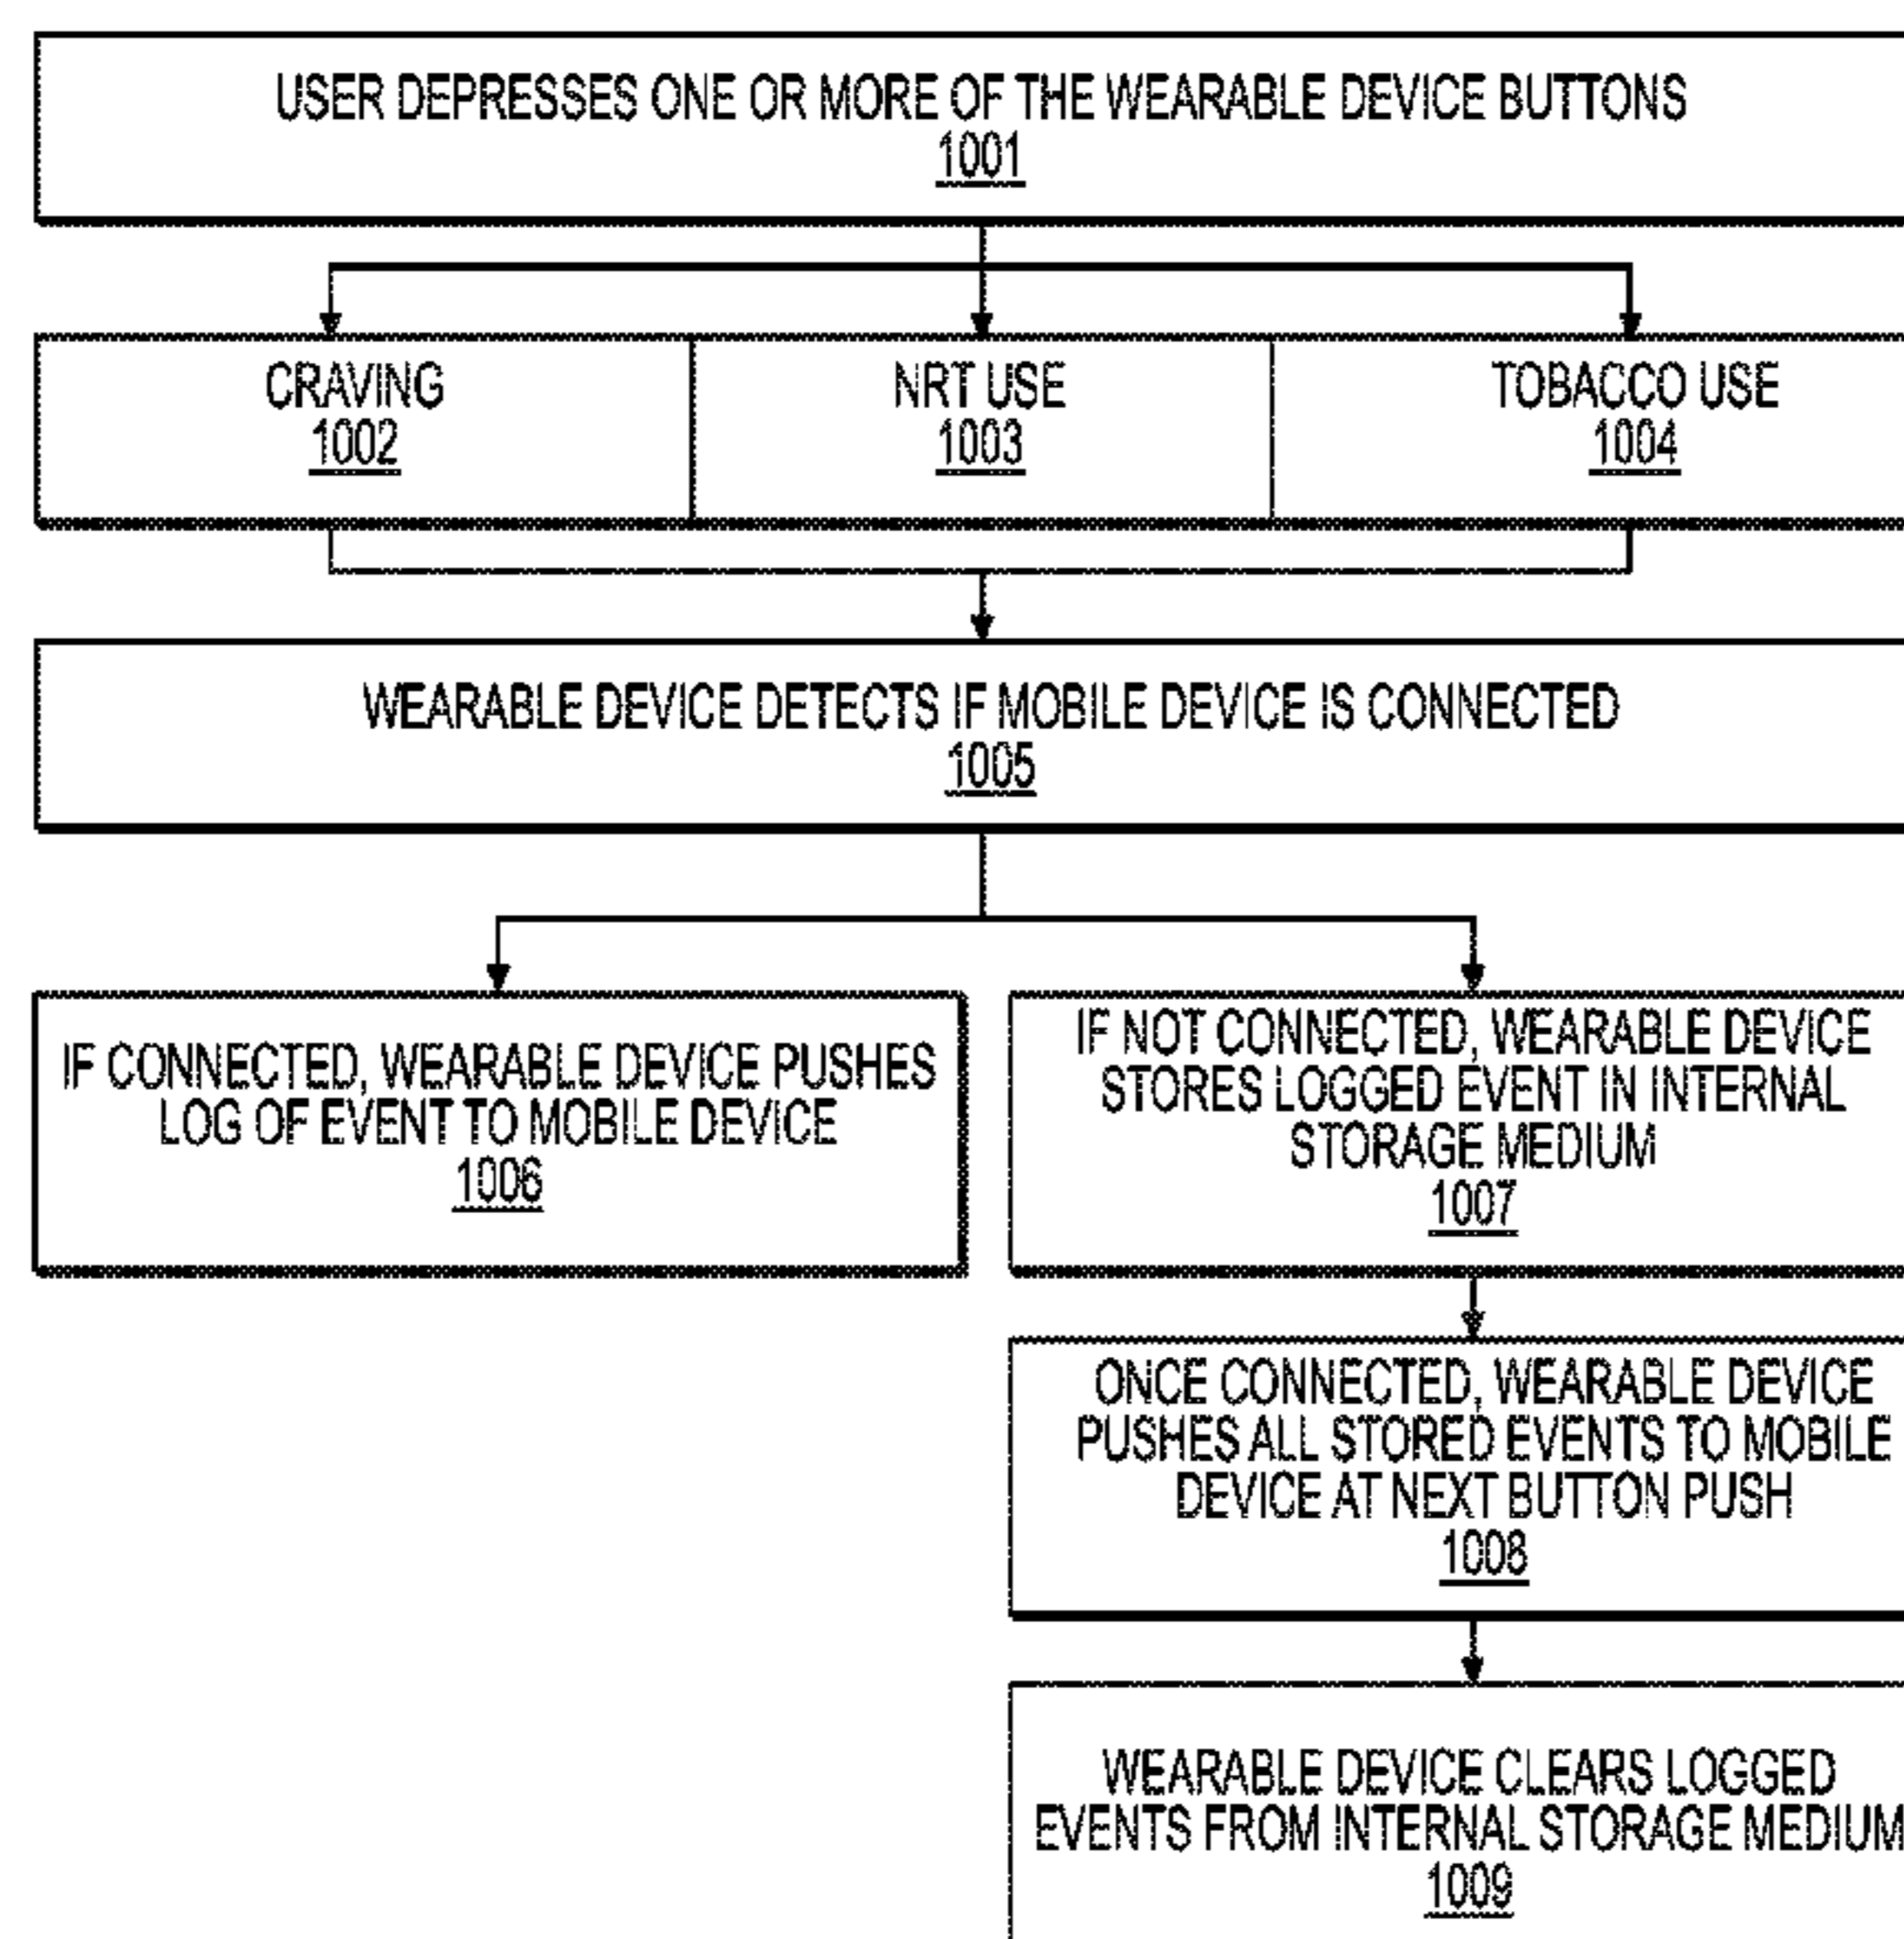 USER DEPRESSES ONE OR MORE OF THE WEARABLE DEVICE BUTTONS
1001
CRAVING
1002
NRT USE
1003
TOBACCO USE
1004
WEARABLE DEVICE DETECTS IF MOBILE DEVICE IS CONNECTED
1005
IF CONNECTED, WEARABLE DEVICE PUSHES
LOG OF EVENT TO MOBILE DEVICE
1006
IF NOT CONNECTED, WEARABLE DEVICE
STORES LOGGED EVENT IN INTERNAL
STORAGE MEDIUM
1007
ONCE CONNECTED, WEARABLE DEVICE
PUSHES ALL STORED EVENTS TO MOBILE
DEVICE AT NEXT BUTTON PUSH
1008
WEARABLE DEVICE CLEARS LOGGED
EVENTS FROM INTERNAL STORAGE MEDIUM
1009